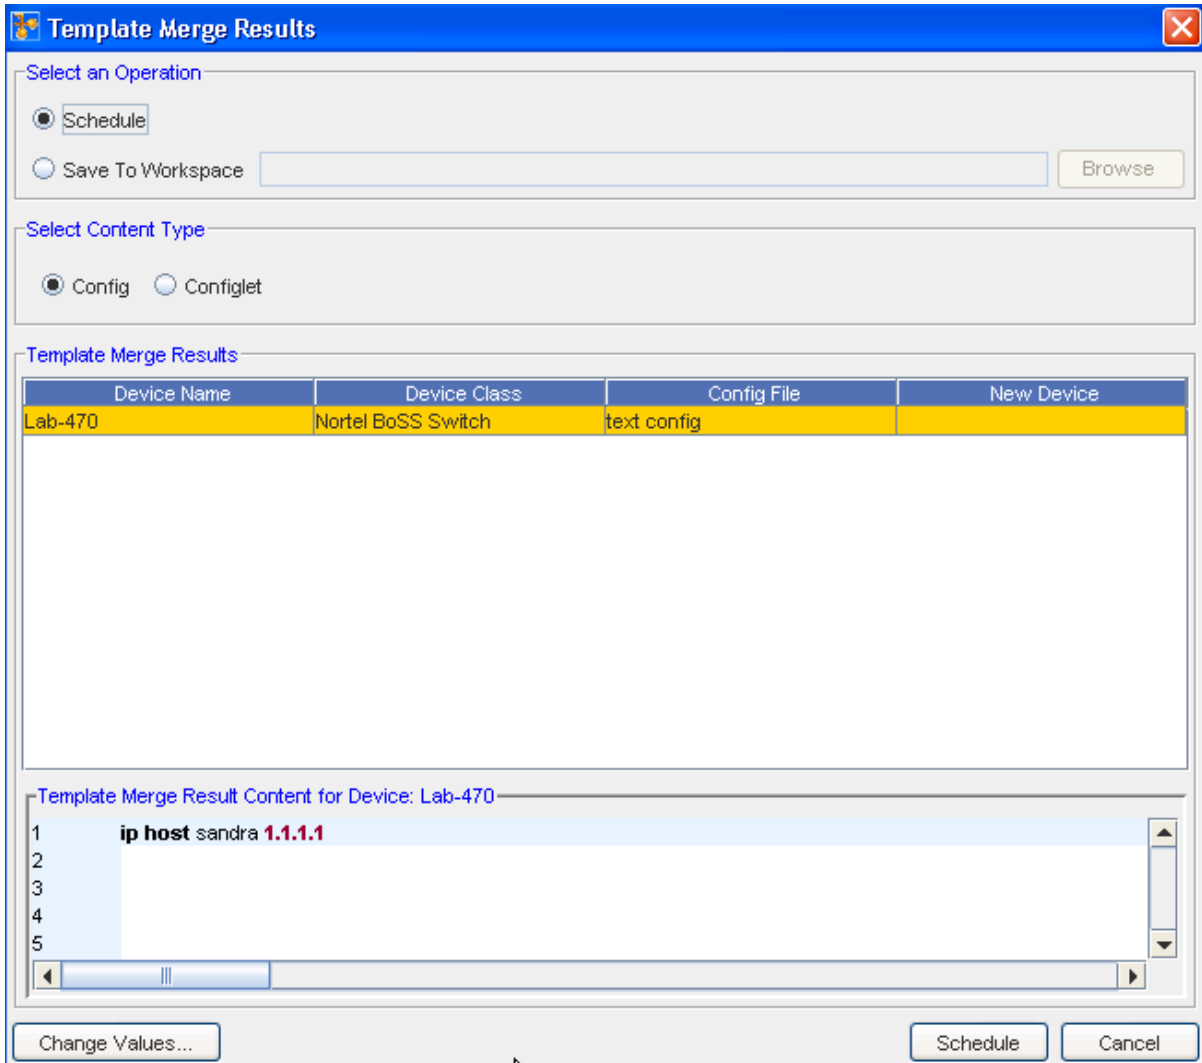 Template Merge Results
Select an Operation
Schedule
Save To Workspace Browse
Select Content Type
Config Configlet
Template Merge Results
Device Name Device Class Config File New Device
Lab-470 Nortel BoSS Switch text config
Template Merge Result Content for Device: Lab-470
1 ip host sandra 1.1.1.1
2
3
4
5
Change Values... Schedule Cancel